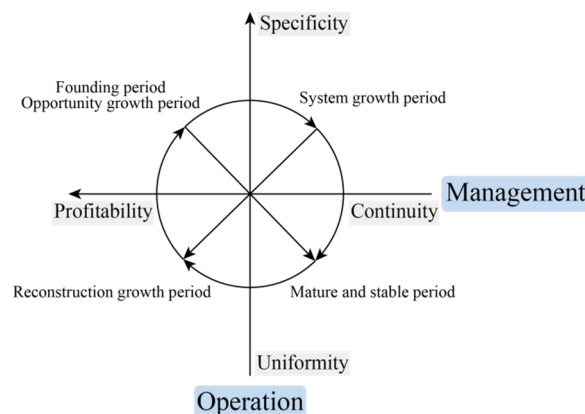 Specificity
Founding period
Opportunity growth period
System growth period
Management
Profitability
Continuity
Reconstruction growth period
Mature and stable period
Uniformity
Operation